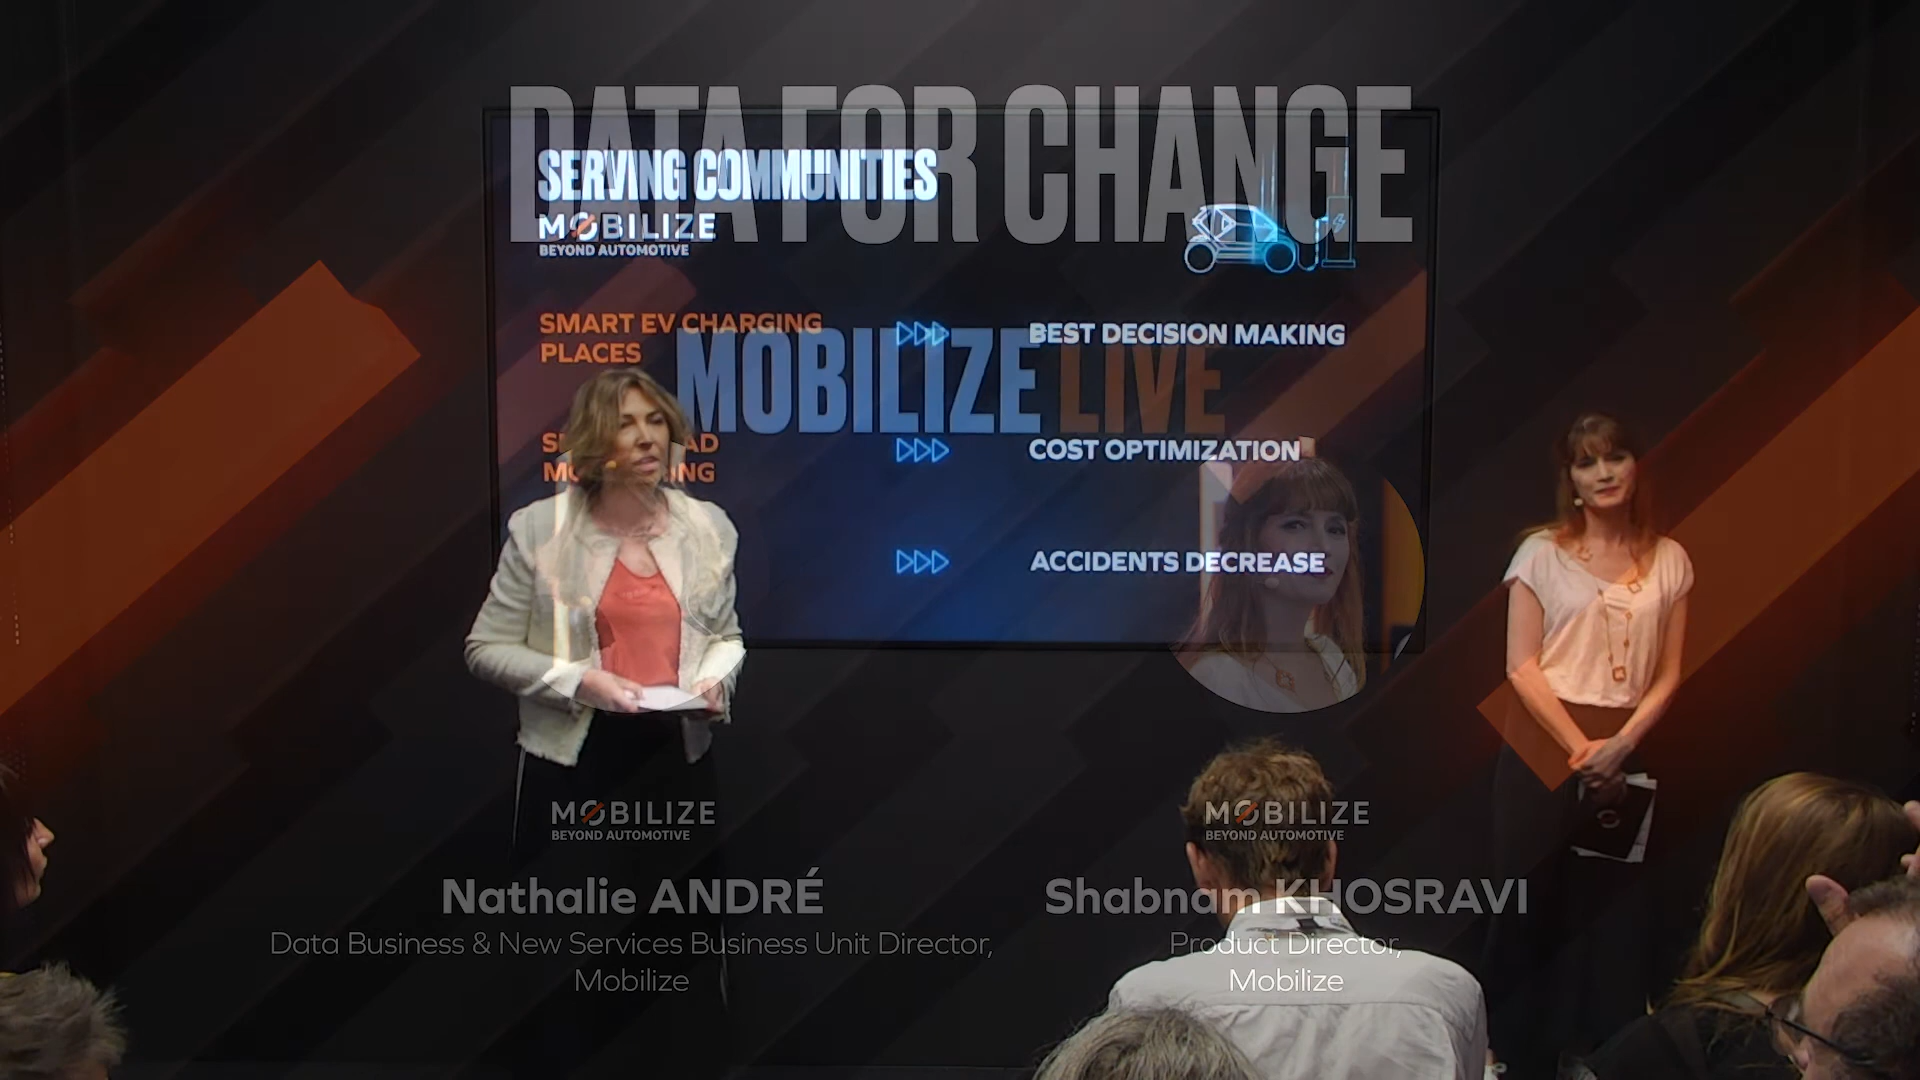 DATA FOR CHANGE
SERVING COMMUNITIES
MOBILIZE
BEYOND AUTOMOTIVE
SMART EV CHARGING
PLACES
BEST DECISION MAKING
MOBILIZE LIVE
COST OPTIMIZATION
ACCIDENTS DECREASE
MOBILIZE
BEYOND AUTOMOTIVE
Nathalie ANDRÉ
Data Business & New Services Business Unit Director,
Mobilize
MOBILIZE
BEYOND AUTOMOTIVE
Shabnam KHOSRAVI
Product Director,
Mobilize